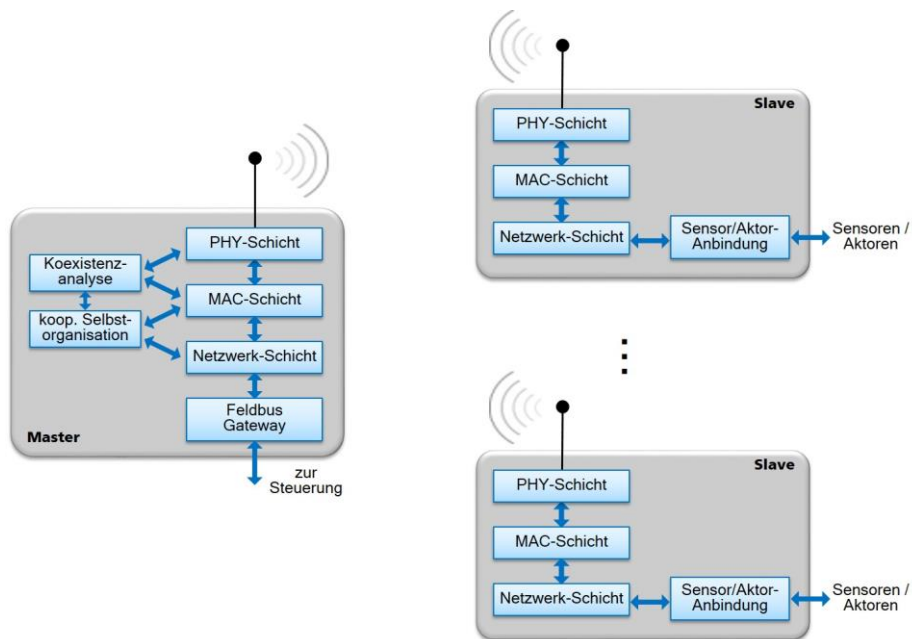 PHY-Schicht
Koexistenz-
analyse
MAC-Schicht
koop. Selbst-
organisation
Netzwerk-Schicht
Feldbus
Gateway
Master
zur
Steuerung
Slave
PHY-Schicht
MAC-Schicht
Netzwerk-Schicht
Sensor/Aktor-
Anbindung
Sensoren /
Aktoren
Slave
PHY-Schicht
MAC-Schicht
Netzwerk-Schicht
Sensor/Aktor-
Anbindung
Sensoren /
Aktoren